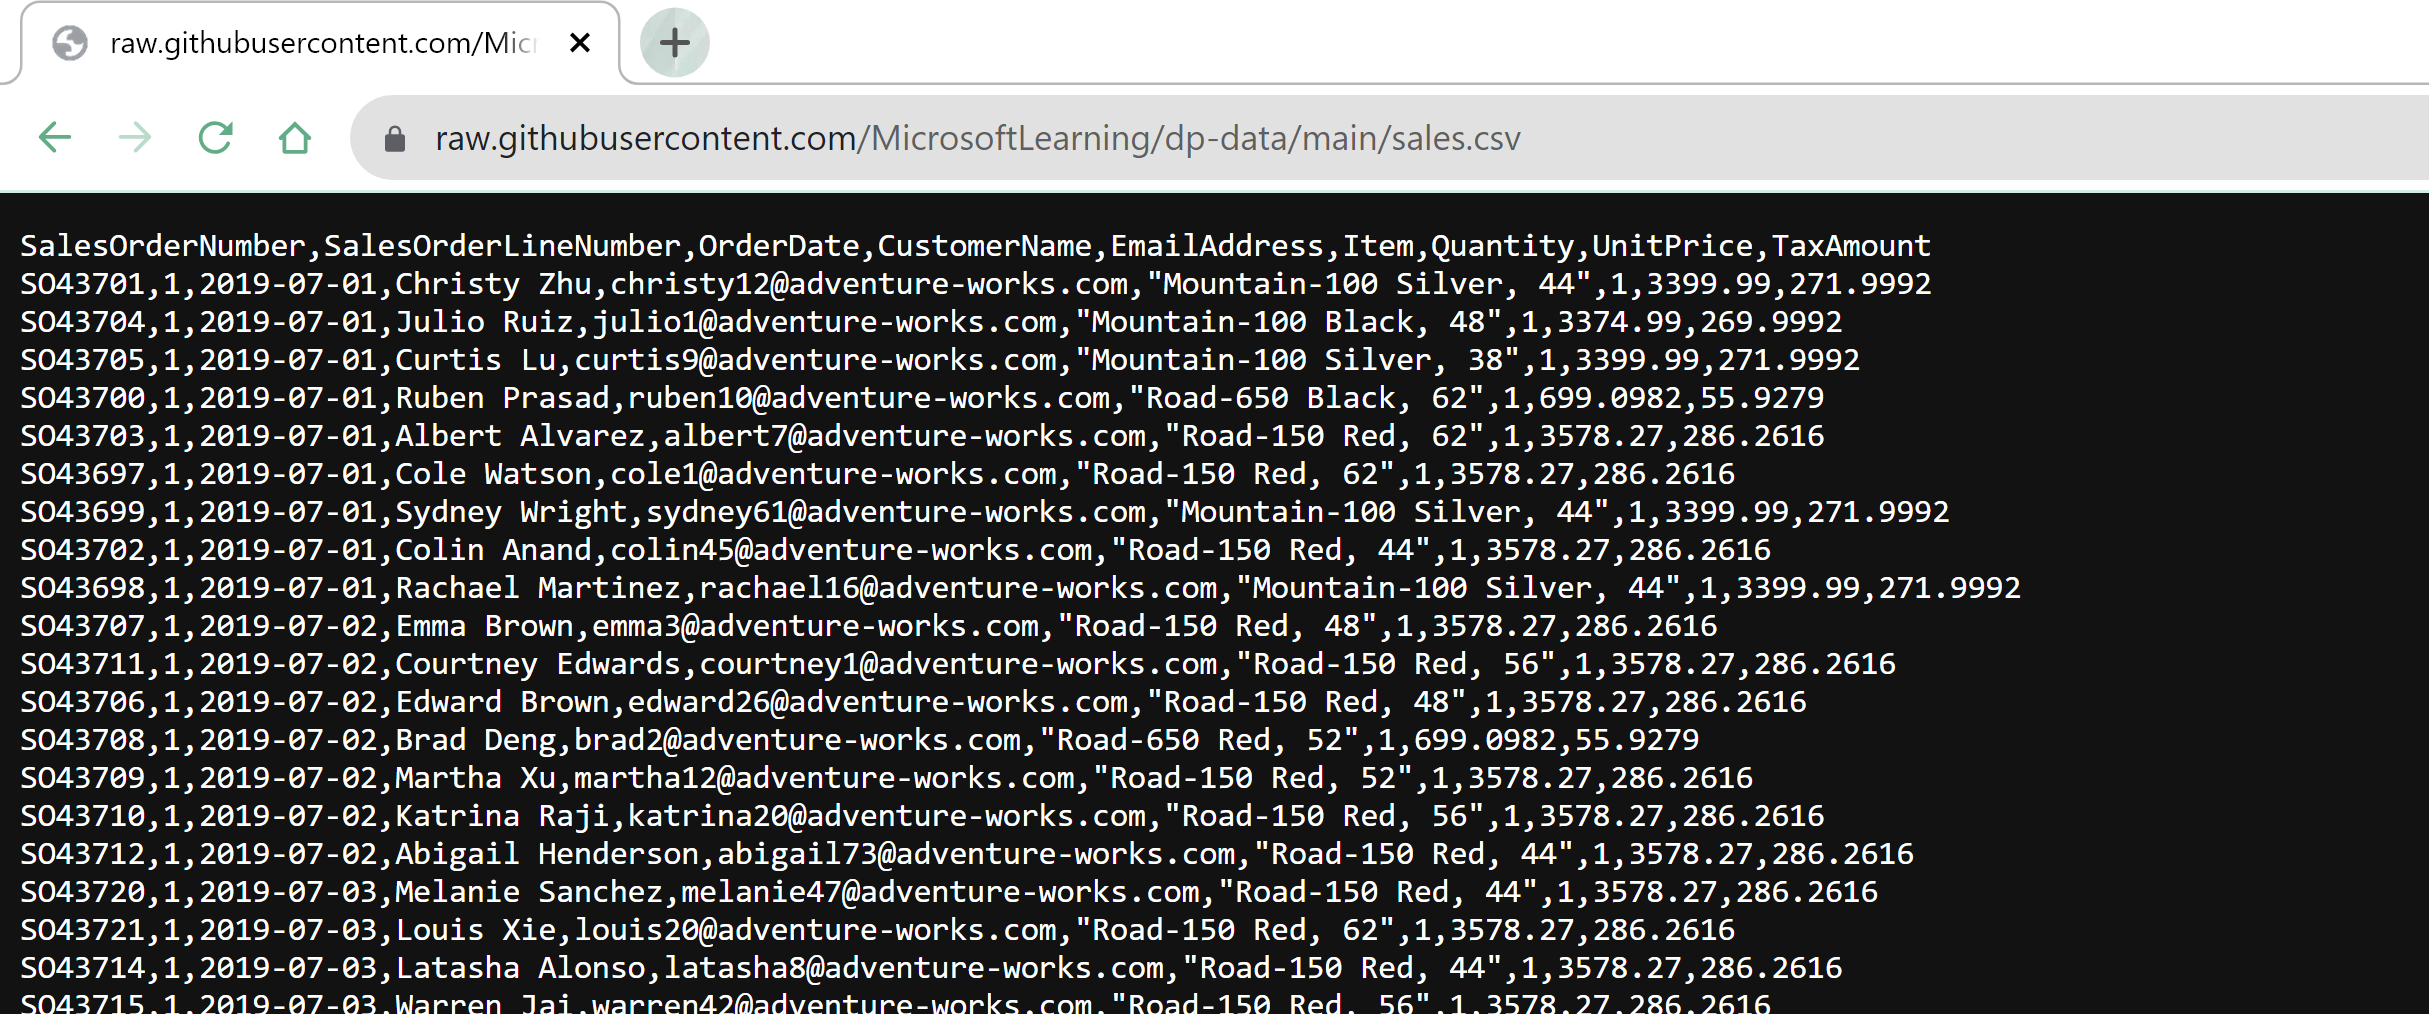 raw.githubusercontent.com/Micr
raw.githubusercontent.com/MicrosoftLearning/dp-data/main/sales.csv
SalesOrderNumber,SalesOrderLineNumber,OrderDate,CustomerName,EmailAddress,Item,Quantity,UnitPrice,TaxAmount
SO43701,1,2019-07-01,Christy Zhu,christy12@adventure-works.com,"Mountain-100 Silver, 44",1,3399.99,271.9992
SO43704,1,2019-07-01,Julio Ruiz,julio1@adventure-works.com,"Mountain-100 Black, 48",1,3374.99,269.9992
SO43705,1,2019-07-01,Curtis Lu,curtis9@adventure-works.com,"Mountain-100 Silver, 38",1,3399.99,271.9992
SO43700,1,2019-07-01,Ruben Prasad,ruben10@adventure-works.com,"Road-650 Black, 62",1,699.0982,55.9279
SO43703,1,2019-07-01,Albert Alvarez,albert7@adventure-works.com,"Road-150 Red, 62",1,3578.27,286.2616
SO43697,1,2019-07-01,Cole Watson,cole1@adventure-works.com,"Road-150 Red, 62",1,3578.27,286.2616
SO43699,1,2019-07-01,Sydney Wright,sydney61@adventure-works.com,"Mountain-100 Silver, 44",1,3399.99,271.9992
SO43702,1,2019-07-01,Colin Anand,colin45@adventure-works.com,"Road-150 Red, 44",1,3578.27,286.2616
SO43698,1,2019-07-01,Rachael Martinez,rachael16@adventure-works.com,"Mountain-100 Silver, 44",1,3399.99,271.9992
SO43707,1,2019-07-02,Emma Brown,emma3@adventure-works.com,"Road-150 Red, 48",1,3578.27,286.2616
SO43711,1,2019-07-02,Courtney Edwards,courtney1@adventure-works.com,"Road-150 Red, 56",1,3578.27,286.2616
SO43706,1,2019-07-02,Edward Brown,edward26@adventure-works.com,"Road-150 Red, 48",1,3578.27,286.2616
SO43708,1,2019-07-02,Brad Deng,brad2@adventure-works.com,"Road-650 Red, 52",1,699.0982,55.9279
SO43709,1,2019-07-02,Martha Xu,martha12@adventure-works.com,"Road-150 Red, 52",1,3578.27,286.2616
SO43710,1,2019-07-02,Katrina Raji,katrina20@adventure-works.com,"Road-150 Red, 56",1,3578.27,286.2616
SO43712,1,2019-07-02,Abigail Henderson,abigail73@adventure-works.com,"Road-150 Red, 44",1,3578.27,286.2616
SO43720,1,2019-07-03,Melanie Sanchez,melanie47@adventure-works.com,"Road-150 Red, 44",1,3578.27,286.2616
SO43721,1,2019-07-03,Louis Xie,louis20@adventure-works.com,"Road-150 Red, 62",1,3578.27,286.2616
SO43714,1,2019-07-03,Latasha Alonso,latasha8@adventure-works.com,"Road-150 Red, 44",1,3578.27,286.2616
SO43715,1,2019-07-03,Warren Jai,warren42@adventure-works.com,"Road-150 Red, 56",1,3578.27,286.2616